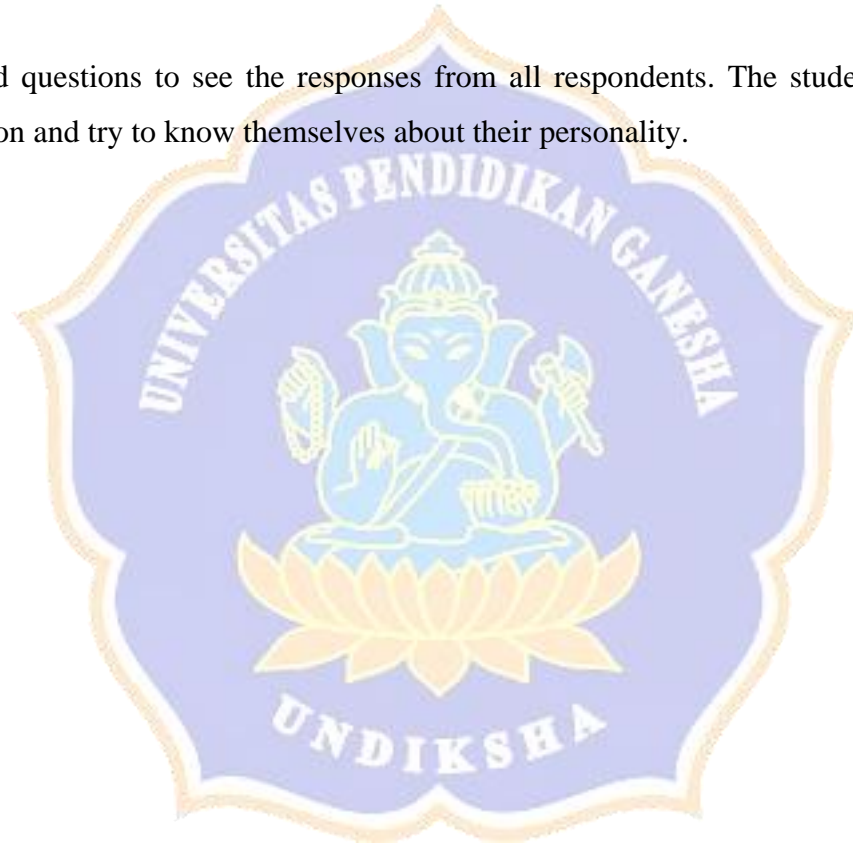 d questions to see the responses from all respondents. The stude
on and try to know themselves about their personality.
UNIVERSITAS PENDIDIKAN GANESHA
UNDIKSHA